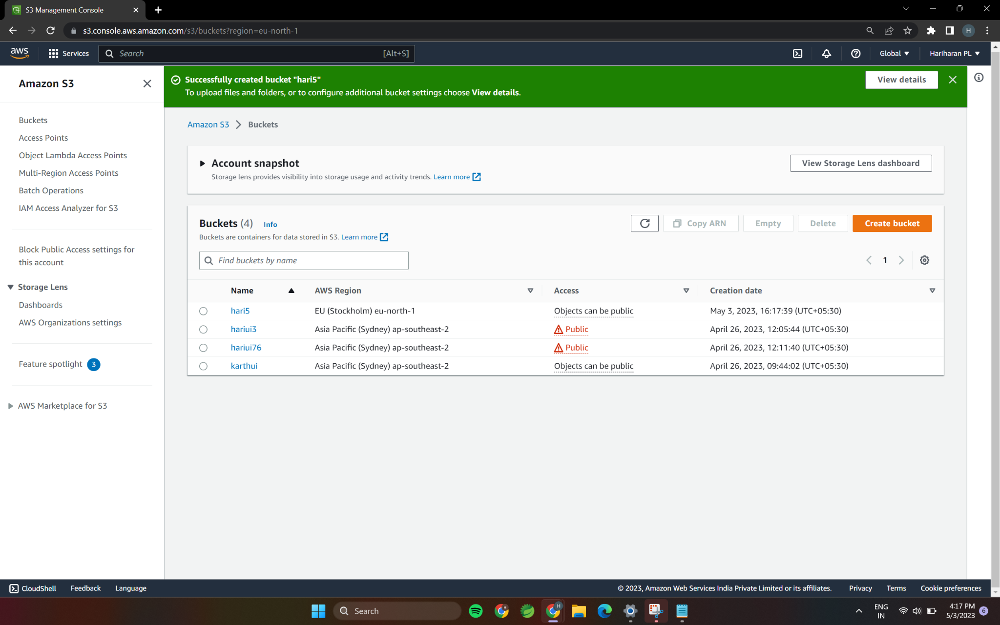 S3 Management Console
s3.console.aws.amazon.com/s3/buckets?region=eu-north-1
H
aws
Services
Search
[Alt+S]
Global
Hariharan PL
Amazon S3
Buckets
Access Points
Object Lambda Access Points
Multi-Region Access Points
Batch Operations
IAM Access Analyzer for S3
Block Public Access settings for
this account
Storage Lens
Dashboards
AWS Organizations settings
Feature spotlight 3
AWS Marketplace for S3
Successfully created bucket "hari5"
To upload files and folders, or to configure additional bucket settings choose View details.
View details
Amazon S3 > Buckets
Account snapshot
Storage lens provides visibility into storage usage and activity trends. Learn more
View Storage Lens dashboard
Buckets (4) Info
Buckets are containers for data stored in S3. Learn more
Copy ARN
Empty
Delete
Create bucket
Find buckets by name
1
Name AWS Region Access Creation date
hari5 EU (Stockholm) eu-north-1 Objects can be public May 3, 2023, 16:17:39 (UTC+05:30)
hariui3 Asia Pacific (Sydney) ap-southeast-2 Public April 26, 2023, 12:05:44 (UTC+05:30)
hariui76 Asia Pacific (Sydney) ap-southeast-2 Public April 26, 2023, 12:11:40 (UTC+05:30)
karthui Asia Pacific (Sydney) ap-southeast-2 Objects can be public April 26, 2023, 09:44:02 (UTC+05:30)
CloudShell Feedback Language
© 2023, Amazon Web Services India Private Limited or its affiliates. Privacy Terms Cookie preferences
Search
H
H
ENG
IN
4:17 PM
5/3/2023
6